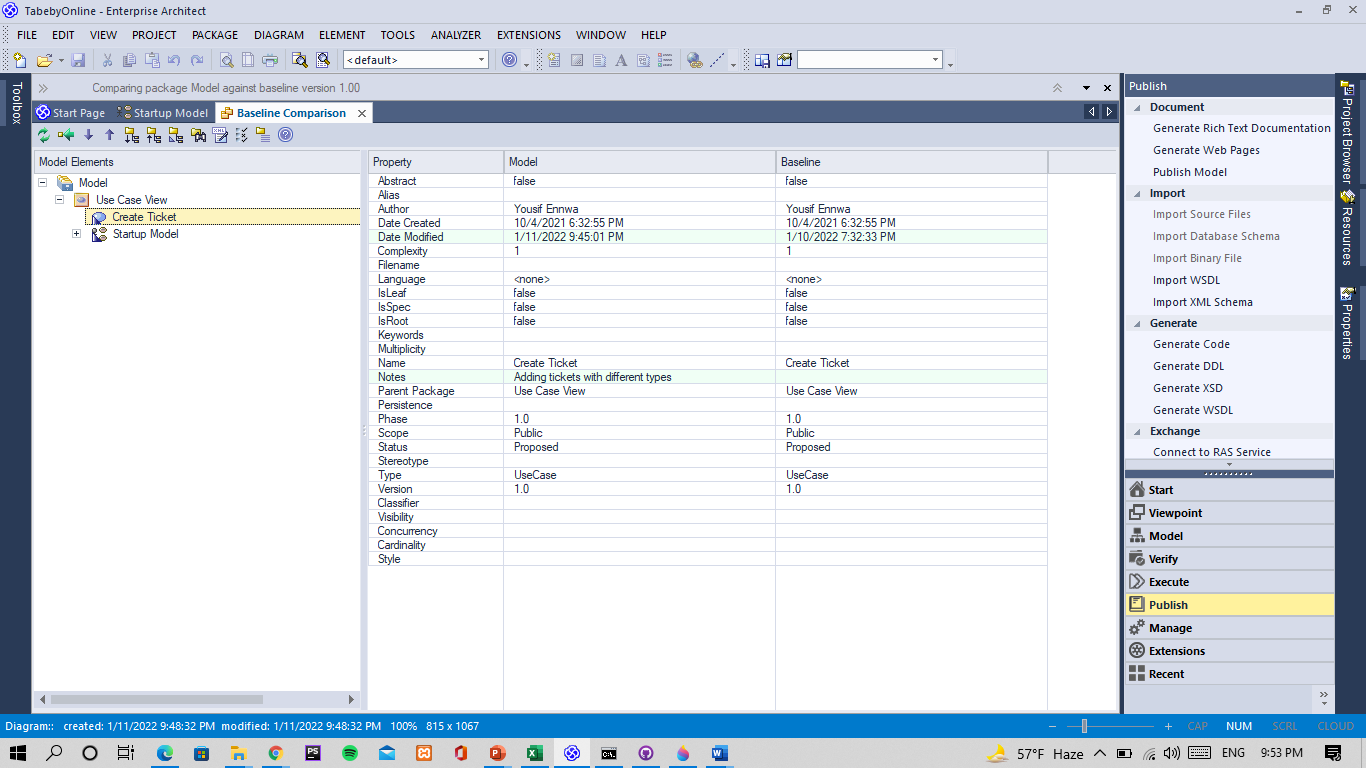 TabebyOnline - Enterprise Architect
FILE EDIT VIEW PROJECT PACKAGE DIAGRAM ELEMENT TOOLS ANALYZER EXTENSIONS WINDOW HELP
<default>
Comparing package Model against baseline version 1.00
Toolbox
Start Page Startup Model Baseline Comparison
Model Elements
Model
Use Case View
Create Ticket
Startup Model
Property Model Baseline
Abstract false false
Alias
Author Yousif Ennwa Yousif Ennwa
Date Created 10/4/2021 6:32:55 PM 10/4/2021 6:32:55 PM
Date Modified 1/11/2022 9:45:01 PM 1/10/2022 7:32:33 PM
Complexity 1 1
Filename
Language <none> <none>
IsLeaf false false
IsSpec false false
IsRoot false false
Keywords
Multiplicity
Name Create Ticket Create Ticket
Notes Adding tickets with different types
Parent Package Use Case View Use Case View
Persistence
Phase 1.0 1.0
Scope Public Public
Status Proposed Proposed
Stereotype
Type UseCase UseCase
Version 1.0 1.0
Classifier
Visibility
Concurrency
Cardinality
Style
Publish
Document
Generate Rich Text Documentation
Generate Web Pages
Publish Model
Import
Import Source Files
Import Database Schema
Import Binary File
Import WSDL
Import XML Schema
Generate
Generate Code
Generate DDL
Generate XSD
Generate WSDL
Exchange
Connect to RAS Service
Start
Viewpoint
Model
Verify
Execute
Publish
Manage
Extensions
Recent
Project Browser
Resources
Properties
Diagram:: created: 1/11/2022 9:48:32 PM modified: 1/11/2022 9:48:32 PM 100% 815 x 1067
CAP NUM SCRL CLOUD
PS
57°F Haze ENG 9:53 PM